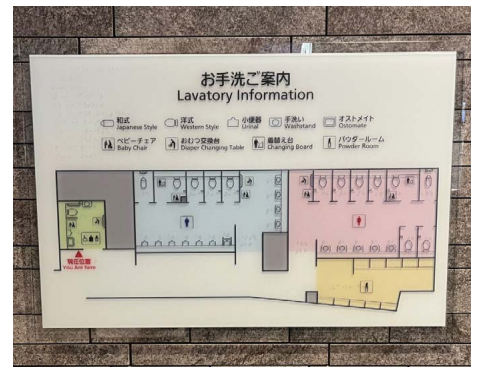 お手洗ご案内
Lavatory Information
和式
Japanese Style
洋式
Western Style
小便器
Urinal
手洗い
Washstand
オストメイト
Ostomate
ベビーチェア
Baby Chair
おむつ交換台
Diaper Changing Table
着替え台
Changing Board
パウダールーム
Powder Room
現在位置
You Are Here